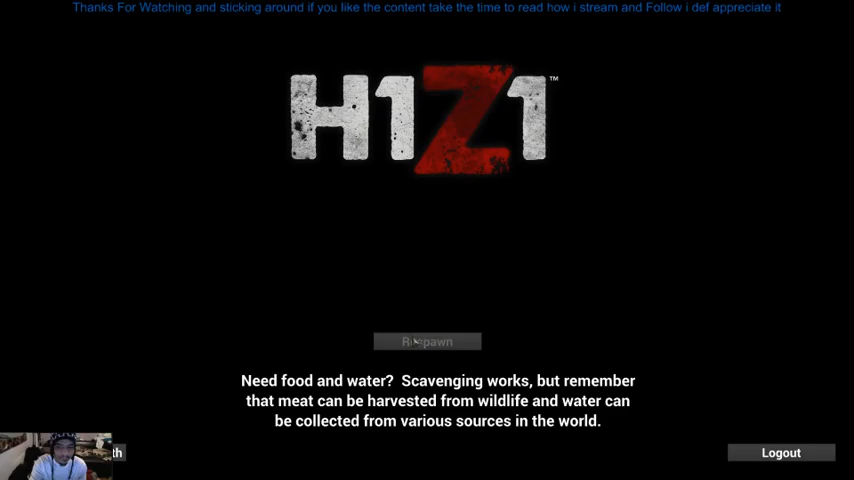 Thanks For Watching and sticking around if you like the content take the time to read how i stream and Follow i def appreciate it
H1Z1™
Respawn
Need food and water? Scavenging works, but remember
that meat can be harvested from wildlife and water can
be collected from various sources in the world.
th
Logout